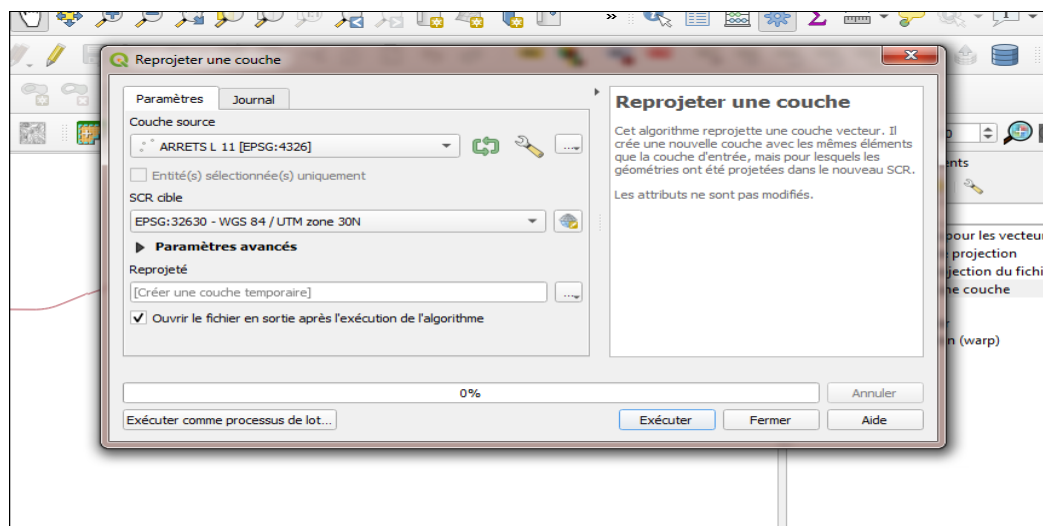 Reprojeter une couche
Paramètres
Journal
Couche source
ARRETS L 11 [EPSG:4326]
Entité(s) sélectionnée(s) uniquement
SCR cible
EPSG:32630 - WGS 84 / UTM zone 30N
Paramètres avancés
Reprojeté
[Créer une couche temporaire]
Ouvrir le fichier en sortie après l'exécution de l'algorithme
Reprojeter une couche
Cet algorithme reprojette une couche vecteur. Il
crée une nouvelle couche avec les mêmes éléments
que la couche d'entrée, mais pour lesquels les
géométries ont été projetées dans le nouveau SCR.
Les attributs ne sont pas modifiés.
0%
Annuler
Exécuter comme processus de lot...
Exécuter
Fermer
Aide
pour les vecteu
projection
jection du fichi
ne couche
n (warp)